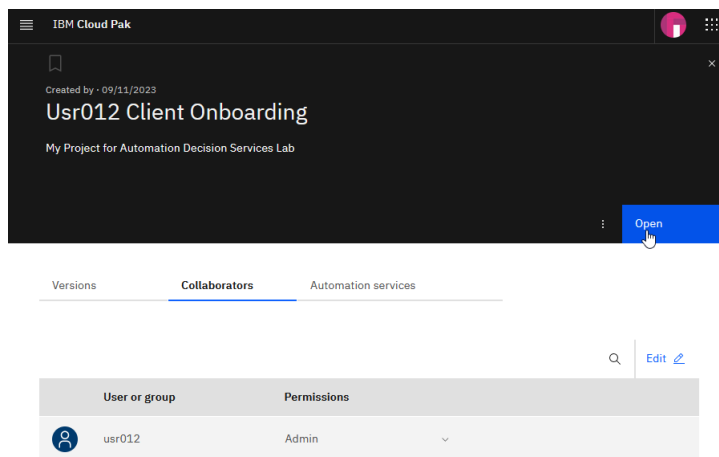 IBM Cloud Pak
Created by · 09/11/2023
Usr012 Client Onboarding
My Project for Automation Decision Services Lab
Open
Versions Collaborators Automation services
Edit
User or group Permissions
usr012 Admin